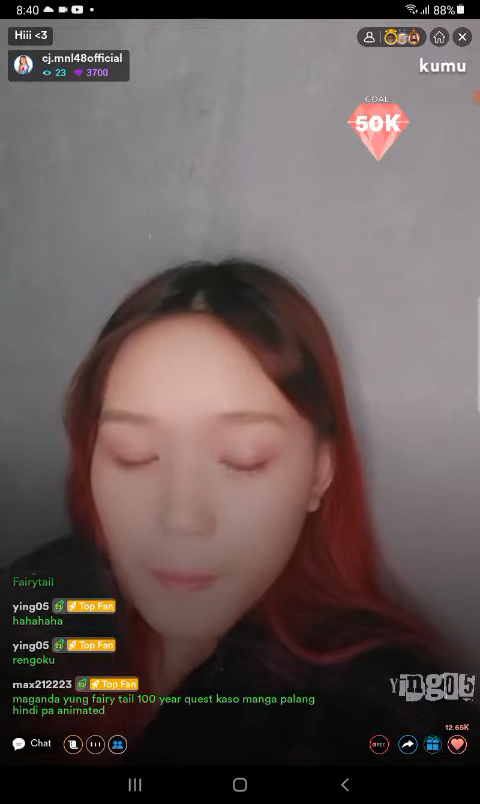 8:40
88%
Hiii <3
cj.mnl48official
23 3700
kumu
GOAL
50K
Fairytail
ying05 Top Fan
hahahaha
ying05 Top Fan
rengoku
max212223 Top Fan
maganda yung fairy tail 100 year quest kaso manga palang
hindi pa animated
Ying05
12.65K
Chat
REC